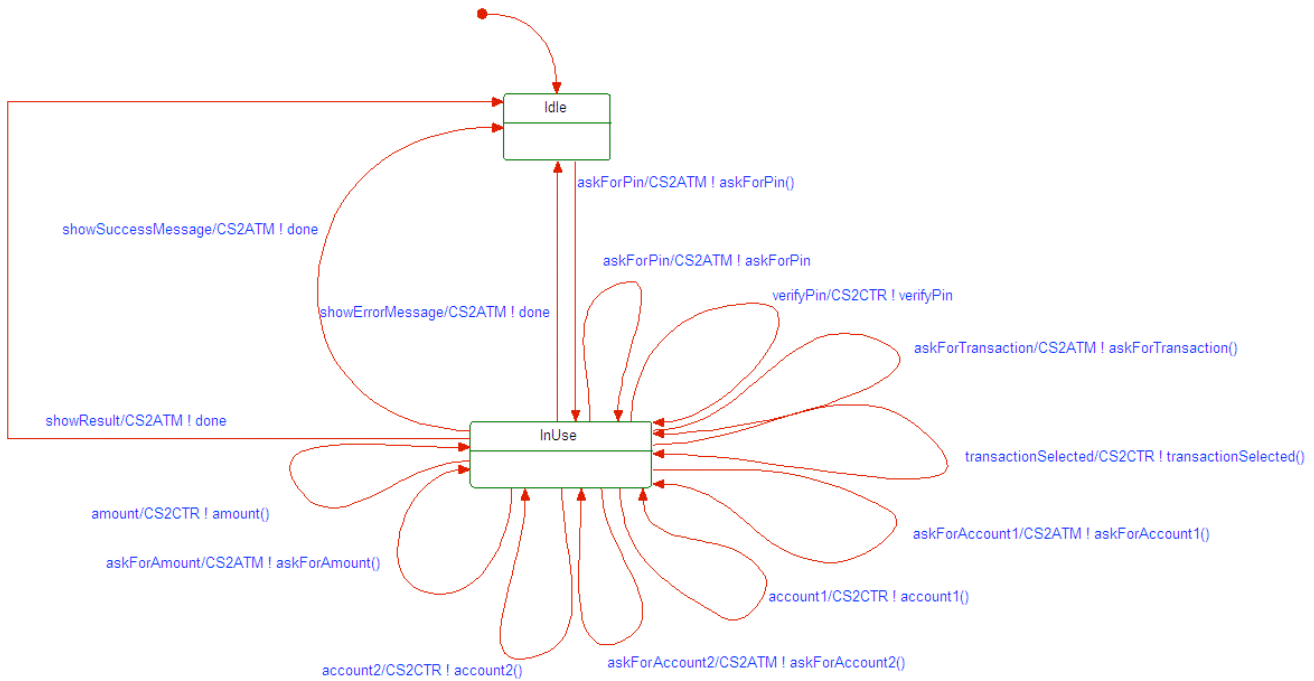 Idle
askForPin/CS2ATM ! askForPin()
showSuccessMessage/CS2ATM ! done
askForPin/CS2ATM ! askForPin
verifyPin/CS2CTR ! verifyPin
showErrorMessage/CS2ATM ! done
askForTransaction/CS2ATM ! askForTransaction()
showResult/CS2ATM ! done
InUse
transactionSelected/CS2CTR ! transactionSelected()
amount/CS2CTR ! amount()
askForAccount1/CS2ATM ! askForAccount1()
askForAmount/CS2ATM ! askForAmount()
account1/CS2CTR ! account1()
askForAccount2/CS2ATM ! askForAccount2()
account2/CS2CTR ! account2()